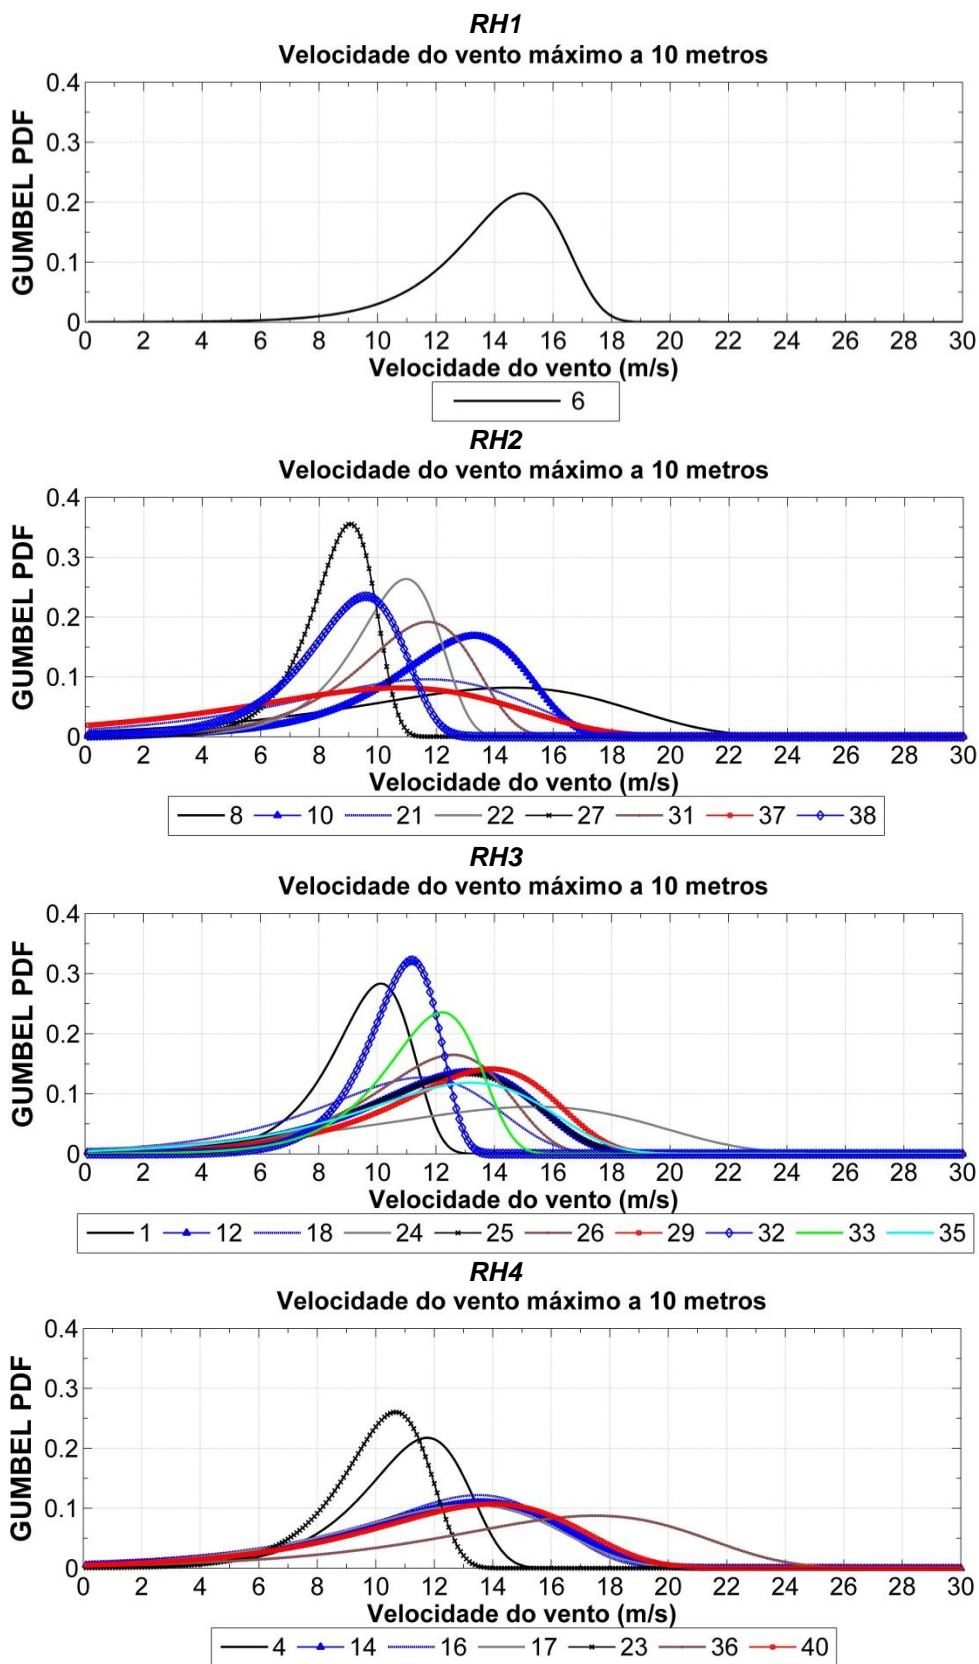 RH1
Velocidade do vento máximo a 10 metros
GUMBEL PDF
0.4
0.3
0.2
0.1
0
0 2 4 6 8 10 12 14 16 18 20 22 24 26 28 30
Velocidade do vento (m/s)
6
RH2
Velocidade do vento máximo a 10 metros
GUMBEL PDF
0.4
0.3
0.2
0.1
0
0 2 4 6 8 10 12 14 16 18 20 22 24 26 28 30
Velocidade do vento (m/s)
8 10 21 22 27 31 37 38
RH3
Velocidade do vento máximo a 10 metros
GUMBEL PDF
0.4
0.3
0.2
0.1
0
0 2 4 6 8 10 12 14 16 18 20 22 24 26 28 30
Velocidade do vento (m/s)
1 12 18 24 25 26 29 32 33 35
RH4
Velocidade do vento máximo a 10 metros
GUMBEL PDF
0.4
0.3
0.2
0.1
0
0 2 4 6 8 10 12 14 16 18 20 22 24 26 28 30
Velocidade do vento (m/s)
4 14 16 17 23 36 40